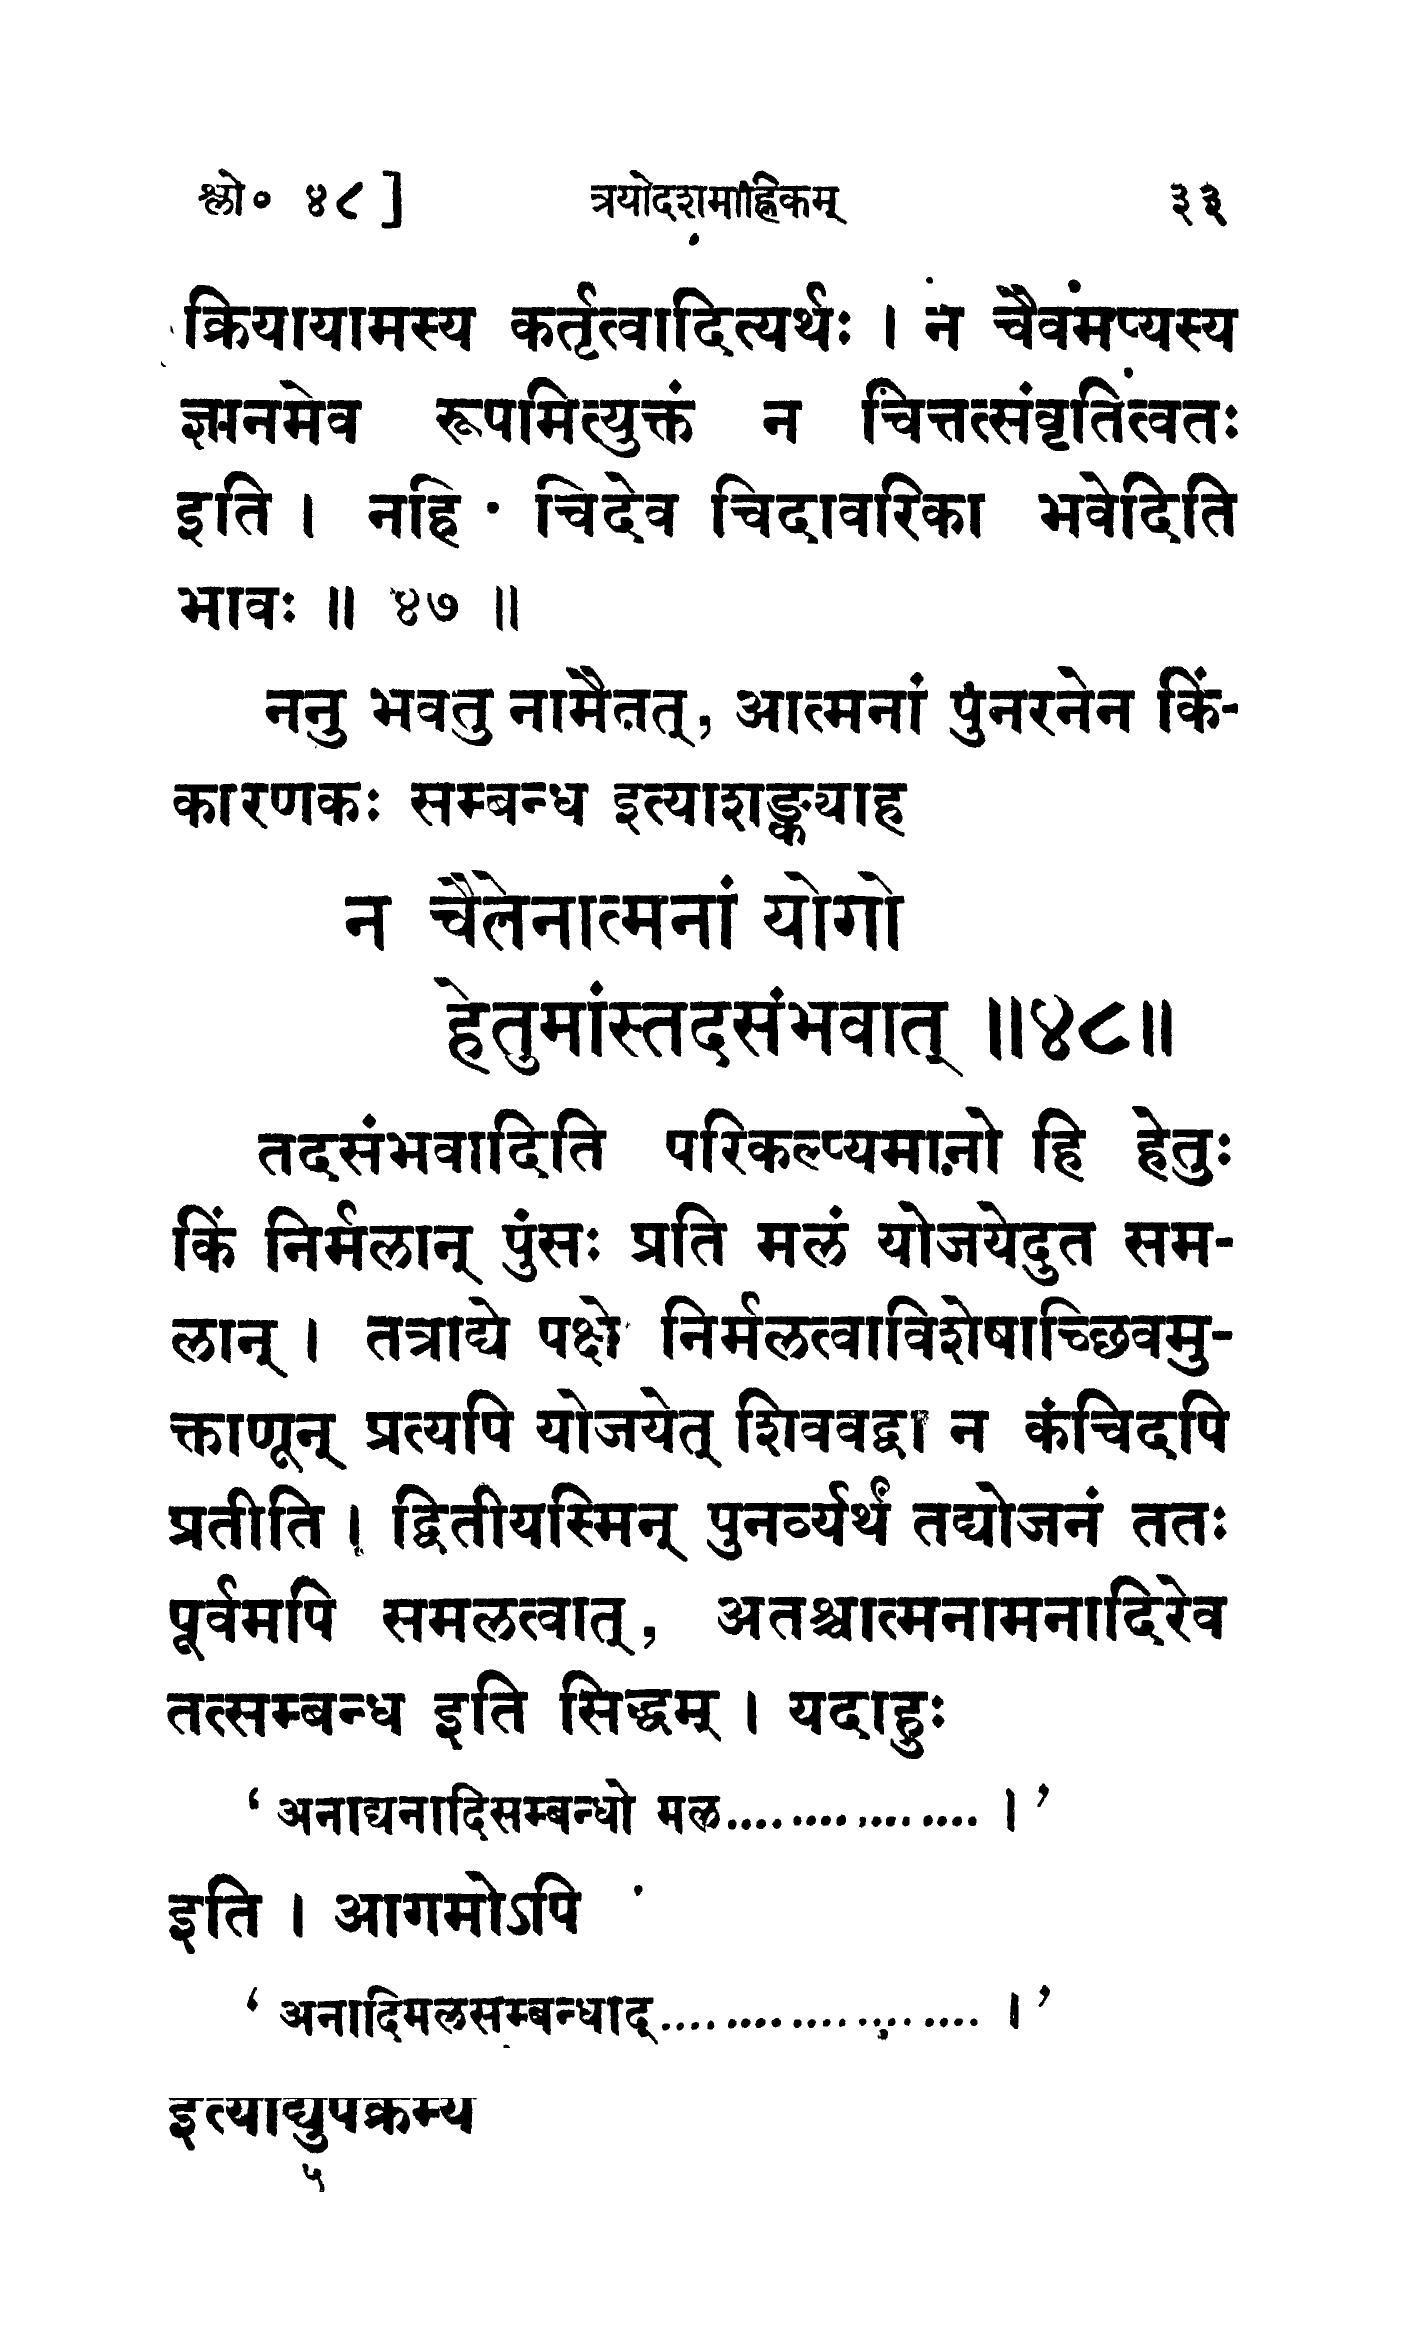 श्लो० ४८] त्रयोदशमाह्निकम् ३३
क्रियायामस्य कर्तृत्वादित्यर्थः । न चैवमप्यस्य
ज्ञानमेव रूपमित्युक्तं न चित्तत्संवृतित्वतः
इति । नहि चिदेव चिदावरिका भवेदिति
भावः ॥ ४७ ॥
ननु भवतु नामैतत्, आत्मनां पुनरनेन किं-
कारणकः सम्बन्ध इत्याशङ्क्याह
न चैतेनात्मनां योगो
हेतुमांस्तदसंभवात् ॥४८॥
तदसंभवादिति परिकल्प्यमानो हि हेतुः
किं निर्मलान् पुंसः प्रति मलं योजयेदुत सम-
लान् । तत्राद्ये पक्षे निर्मलत्वाविशेषाच्छिवमु-
क्ताणून् प्रत्यपि योजयेत् शिववद्वा न कंचिदपि
प्रतीति । द्वितीयस्मिन् पुनर्व्यर्थं तद्योजनं ततः
पूर्वमपि समलत्वात्, अतश्चात्मनामनादिरेव
तत्सम्बन्ध इति सिद्धम् । यदाहुः
‘ अनाद्यनादिसम्बन्धो मल.................... ।’
इति । आगमोऽपि
‘ अनादिमलसम्बन्धाद्.................... ।’
इत्याद्युपक्रम्य
५